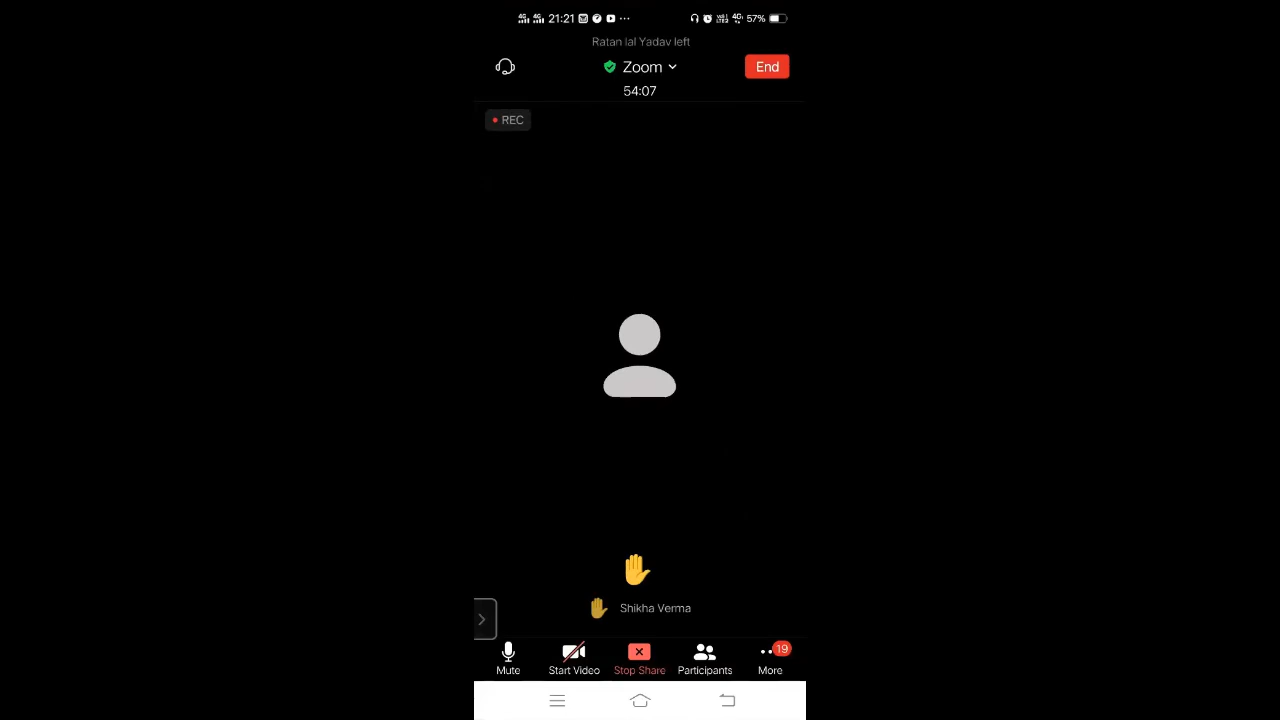 21:21 57%
Ratan lal Yadav left
Zoom
End
54:07
REC
Shikha Verma
19
Mute Start Video Stop Share Participants More